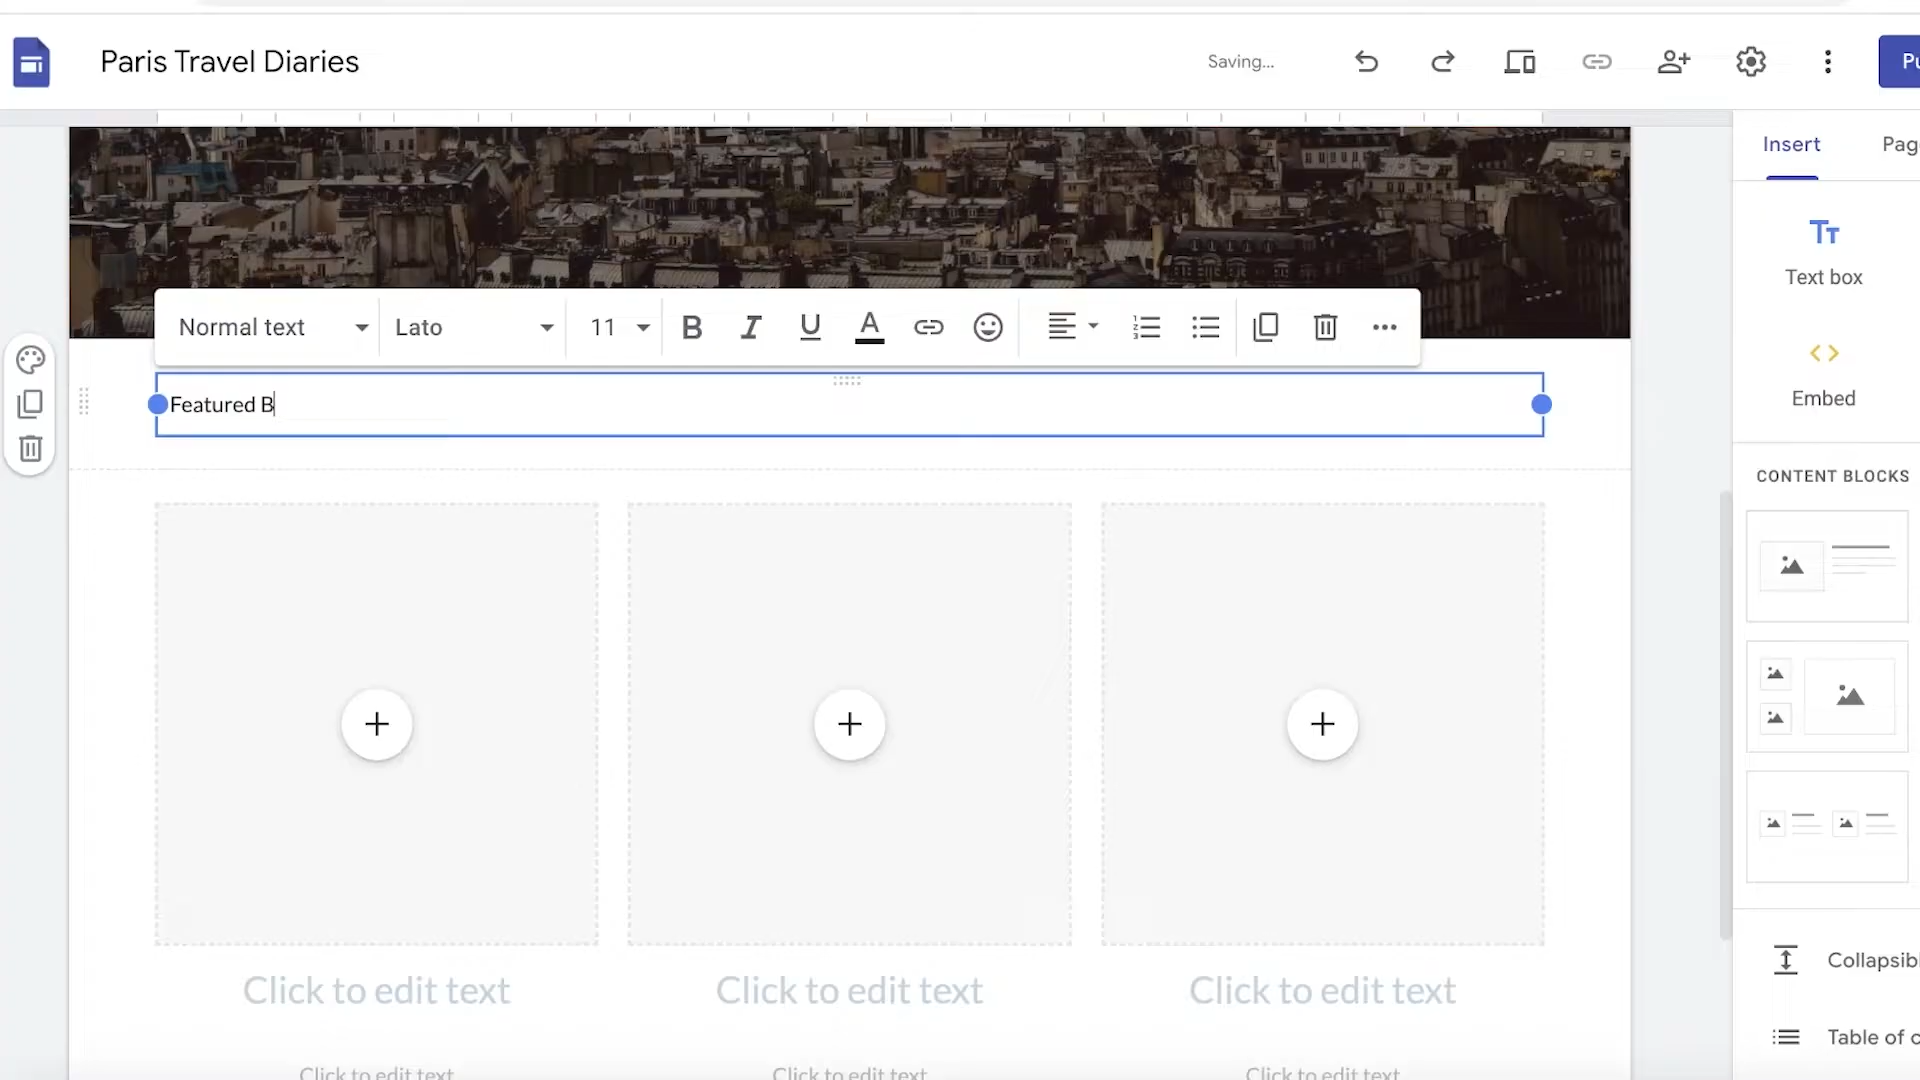 Paris Travel Diaries
Saving...
Pu
Insert
Pag
Tt
Text box
Embed
Normal text
Lato
11
B
I
U
A
Featured B
CONTENT BLOCKS
Click to edit text
Click to edit text
Click to edit text
Click to edit text
Click to edit text
Click to edit text
Collapsibl
Table of c